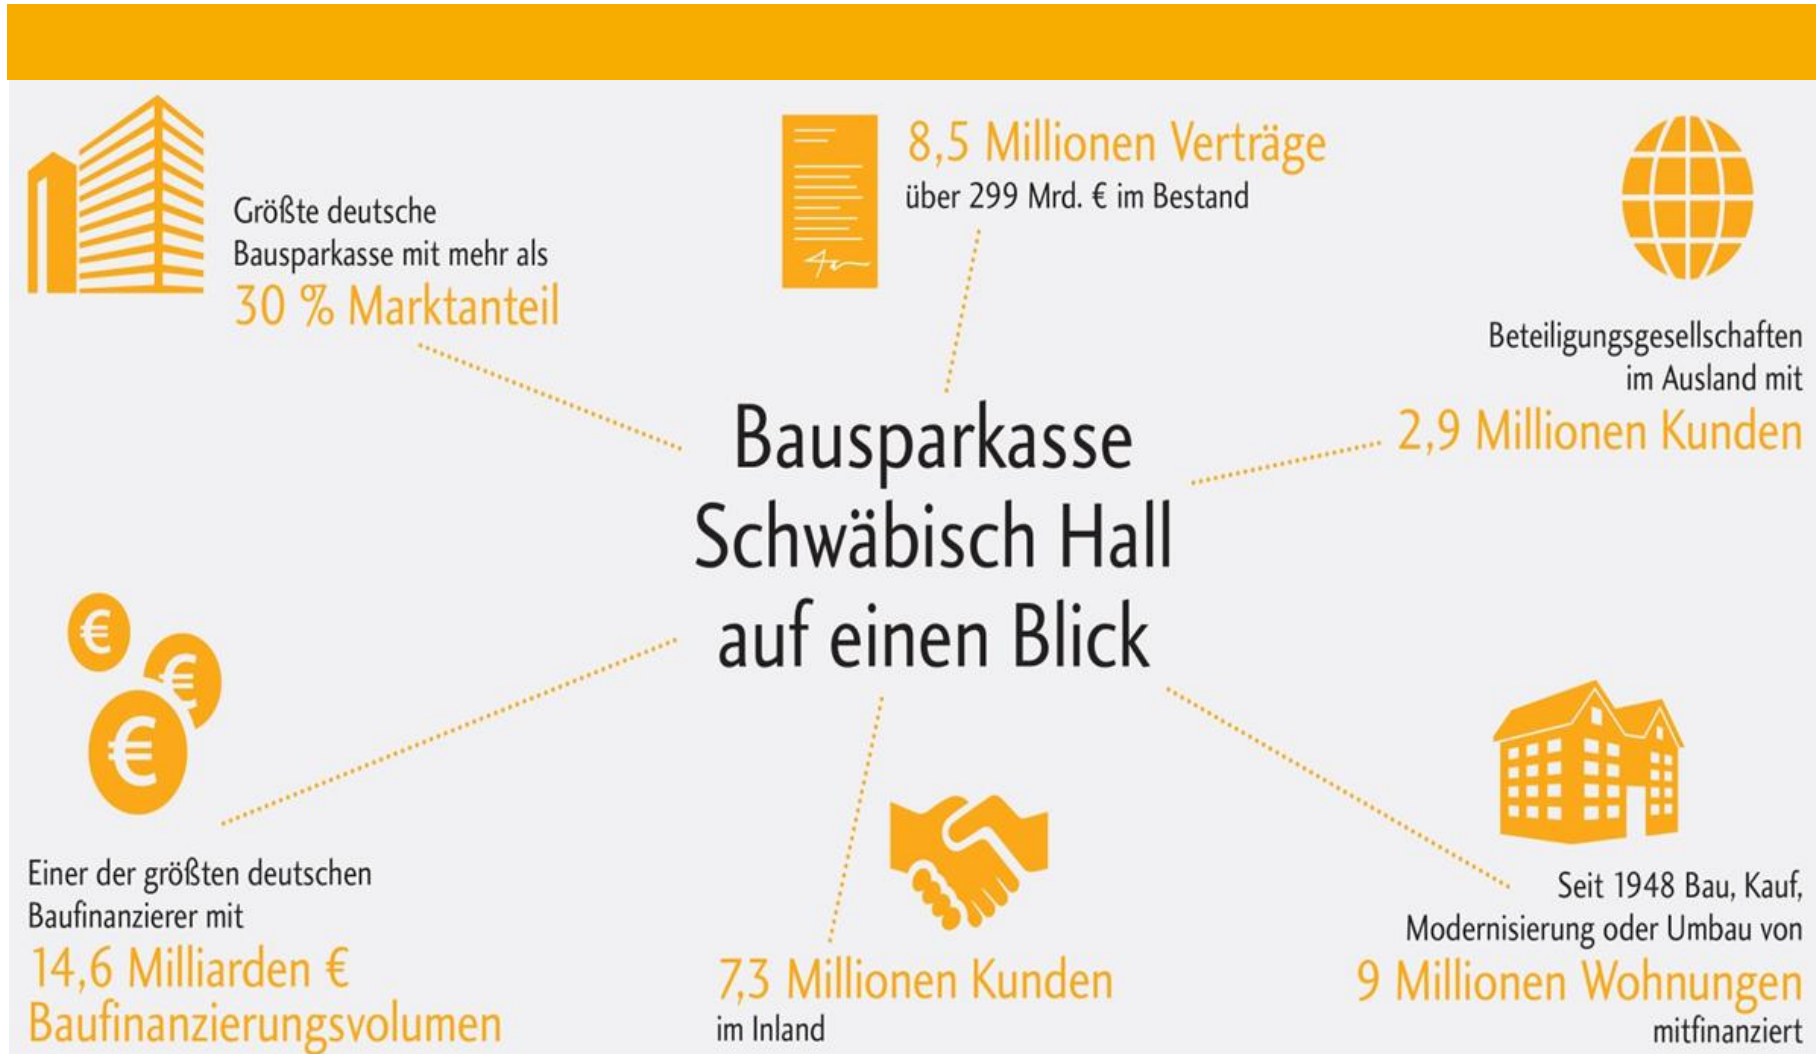 Größte deutsche
Bausparkasse mit mehr als
30 % Marktanteil
8,5 Millionen Verträge
über 299 Mrd. € im Bestand
Beteiligungsgesellschaften
im Ausland mit
2,9 Millionen Kunden
Bausparkasse
Schwäbisch Hall
auf einen Blick
Einer der größten deutschen
Baufinanzierer mit
14,6 Milliarden €
Baufinanzierungsvolumen
7,3 Millionen Kunden
im Inland
Seit 1948 Bau, Kauf,
Modernisierung oder Umbau von
9 Millionen Wohnungen
mitfinanziert